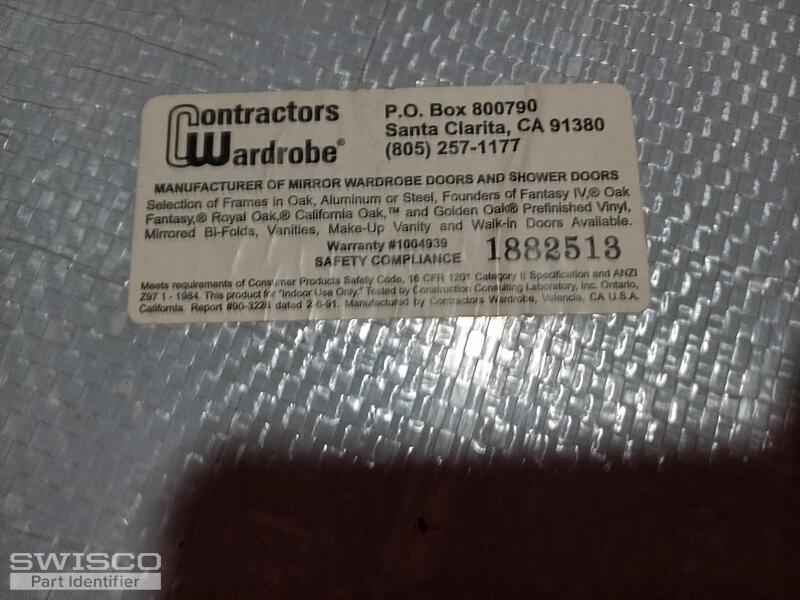 Contractors
Wardrobe®
P.O. Box 800790
Santa Clarita, CA 91380
(805) 257-1177
MANUFACTURER OF MIRROR WARDROBE DOORS AND SHOWER DOORS
Selection of Frames in Oak, Aluminum or Steel, Founders of Fantasy IV,® Oak
Fantasy,® Royal Oak,® California Oak,™ and Golden Oak® Prefinished Vinyl,
Mirrored Bi-Folds, Vanities, Make-Up Vanity and Walk-in Doors Available.
Warranty #1004939
SAFETY COMPLIANCE 1882513
Meets requirements of Consumer Products Safety Code, 16 CFR 1201 Category II Specification and ANZI
Z97 1 - 1984. This product for "Indoor Use Only." Tested by Construction Consulting Laboratory, Inc. Ontario,
California. Report dated 2-6-91. Manufactured by Contractors Wardrobe, Valencia, CA U.S.A.
SWISCO
Part Identifier